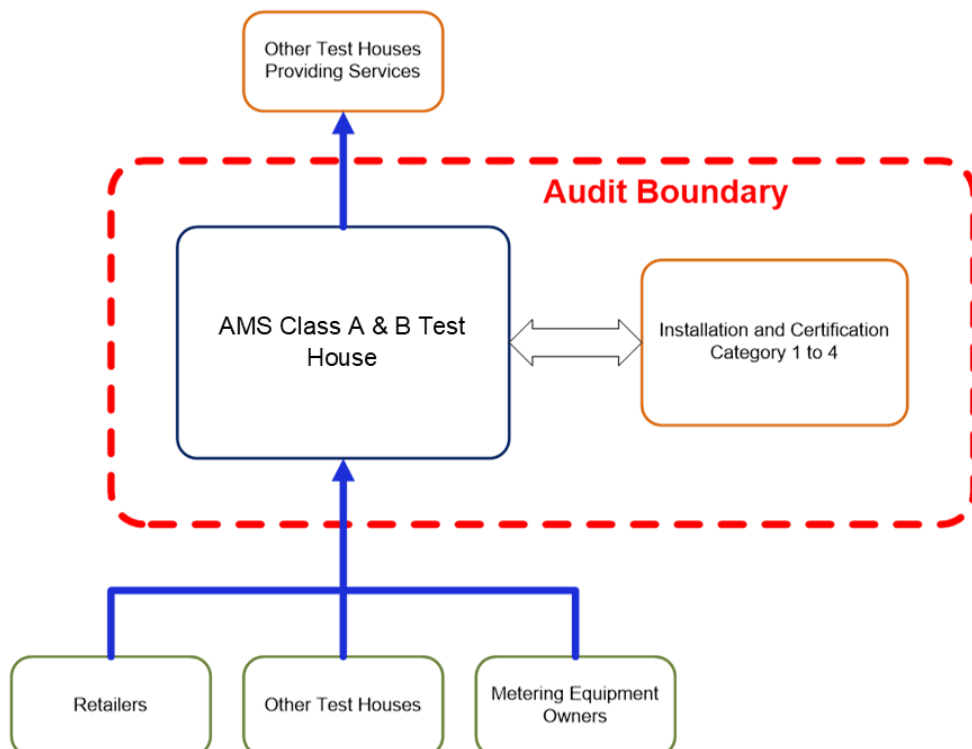 Other Test Houses
Providing Services
Audit Boundary
AMS Class A & B Test
House
Installation and Certification
Category 1 to 4
Retailers
Other Test Houses
Metering Equipment
Owners